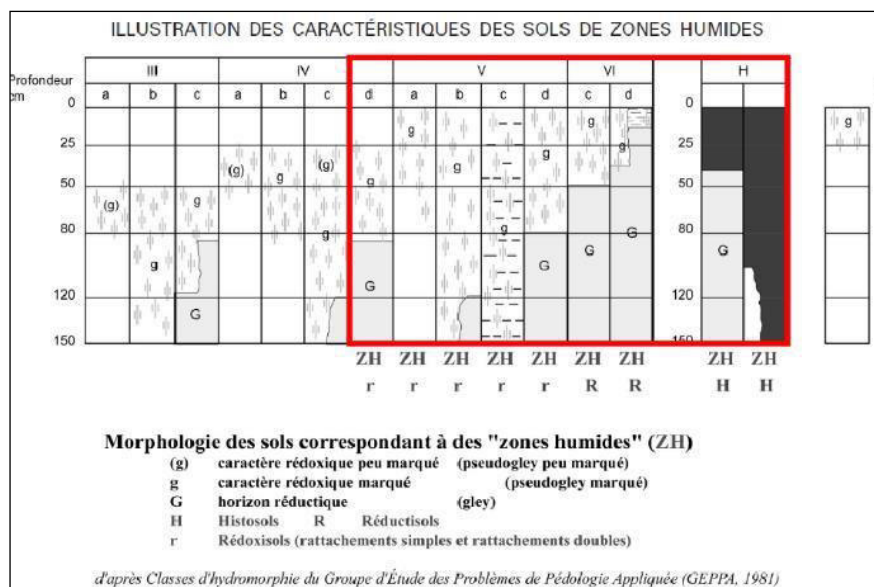 ILLUSTRATION DES CARACTÉRISTIQUES DES SOLS DE ZONES HUMIDES
III IV V VI H
Profondeur
cm
a b c a b c d a b c d c d
0 0
g g g
25 25
(g) (g) g g g
50 (g) g g 50
80 g g g 80
g G G G G
120 G G 120
150 150
ZH ZH ZH ZH ZH ZH ZH ZH ZH
r r r r r R R H H
Morphologie des sols correspondant à des "zones humides" (ZH)
(g) caractère rédoxique peu marqué (pseudogley peu marqué)
g caractère rédoxique marqué (pseudogley marqué)
G horizon réductique (gley)
H Histosols R Réductisols
r Rédoxisols (rattachements simples et rattachements doubles)
d'après Classes d'hydromorphie du Groupe d'Étude des Problèmes de Pédologie Appliquée (GEPPA, 1981)